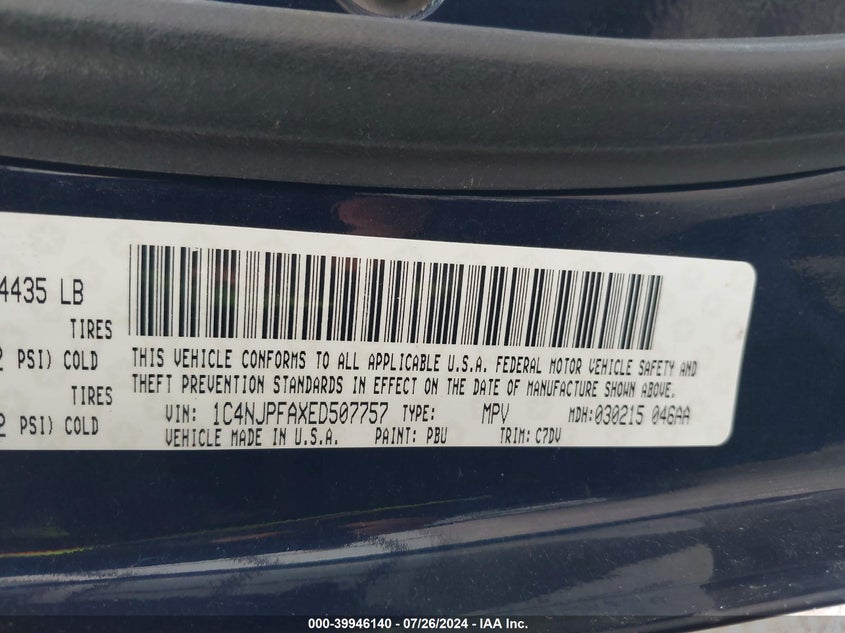 4435 LB
TIRES
PSI) COLD
TIRES
PSI) COLD
THIS VEHICLE CONFORMS TO ALL APPLICABLE U.S.A. FEDERAL MOTOR VEHICLE SAFETY AND
THEFT PREVENTION STANDARDS IN EFFECT ON THE DATE OF MANUFACTURE SHOWN ABOVE.
VIN: 1C4NJPFAXED507757 TYPE: MPV MDH:030215 046AA
VEHICLE MADE IN U.S.A. PAINT: PBU TRIM: C7DV
000-39946140 - 07/26/2024 - IAA Inc.